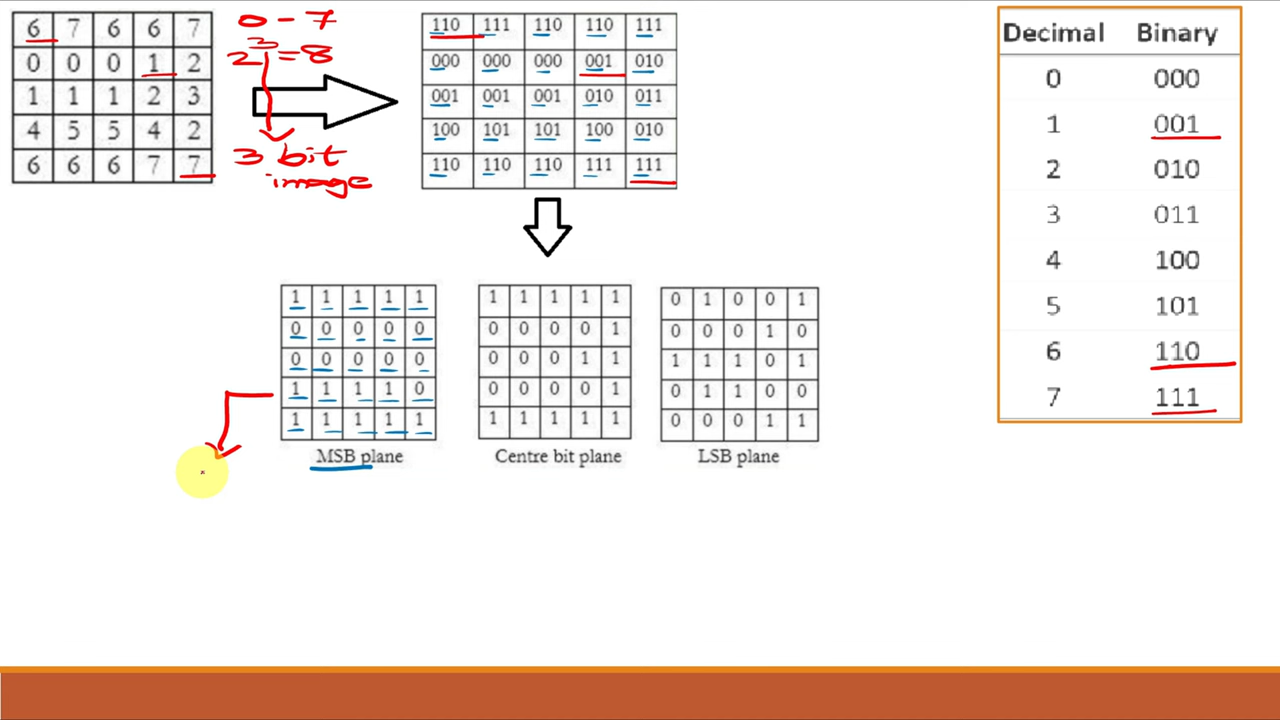 6 7 6 6 7
0 0 0 1 2
1 1 1 2 3
4 5 5 4 2
6 6 6 7 7
0 - 7
2³ = 8
3 bit
image
110 111 110 110 111
000 000 000 001 010
001 001 001 010 011
100 101 101 100 010
110 110 110 111 111
1 1 1 1 1
0 0 0 0 0
0 0 0 0 0
1 1 1 1 0
1 1 1 1 1
MSB plane
1 1 1 1 1
0 0 0 0 1
0 0 0 1 1
0 0 0 0 1
1 1 1 1 1
Centre bit plane
0 1 0 0 1
0 0 0 1 0
1 1 1 0 1
0 1 1 0 0
0 0 0 1 1
LSB plane
Decimal Binary
0 000
1 001
2 010
3 011
4 100
5 101
6 110
7 111